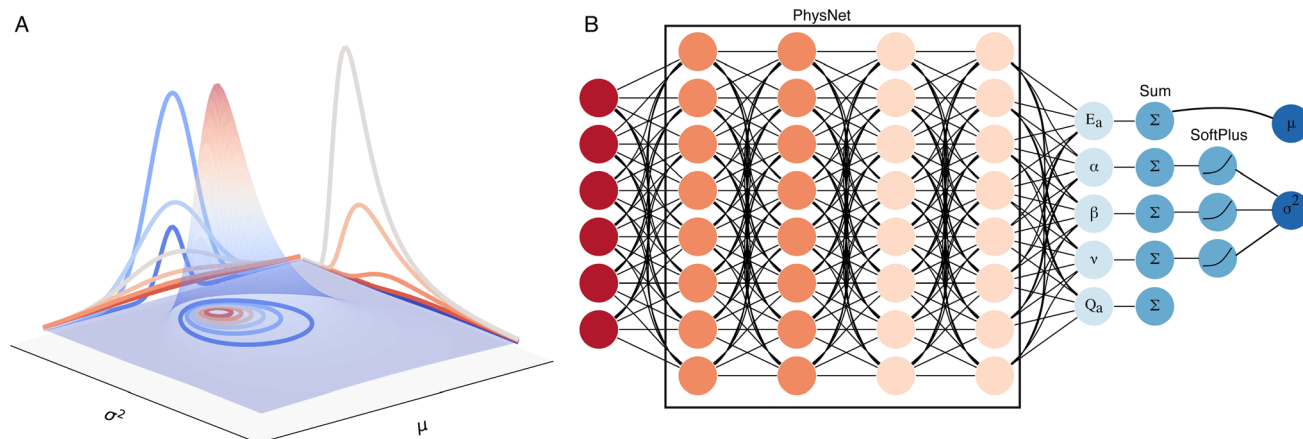 A
σ²
μ
B
PhysNet
Sum
SoftPlus
Eₐ
Σ
μ
α
Σ
β
Σ
σ²
ν
Σ
Qₐ
Σ